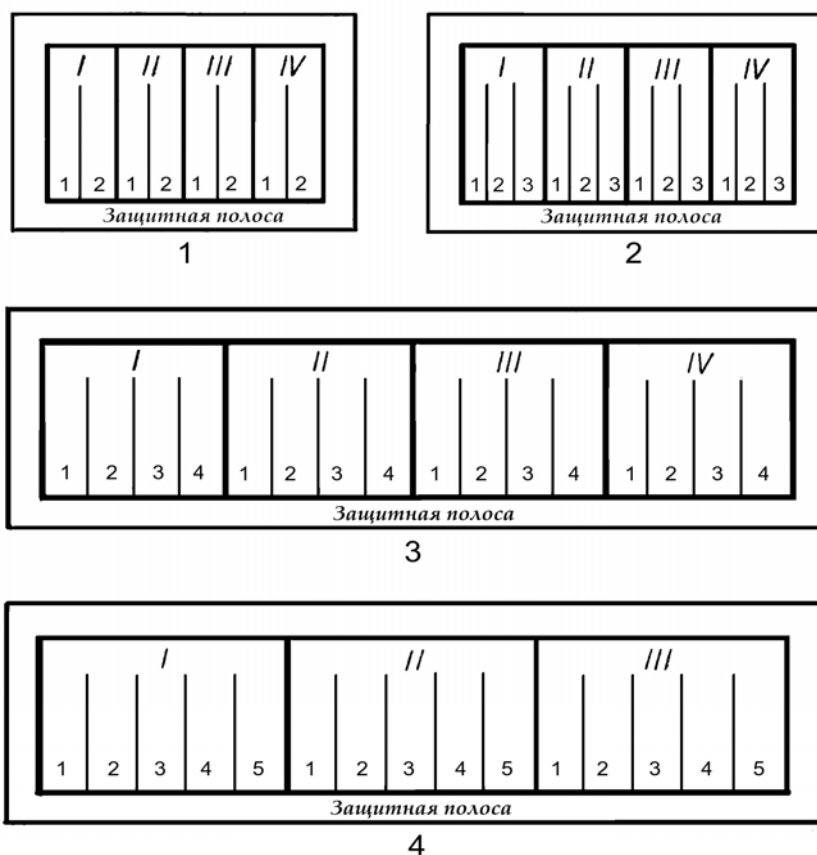 I II III IV
1 2 1 2 1 2 1 2
Защитная полоса
1
I II III IV
1 2 3 1 2 3 1 2 3 1 2 3
Защитная полоса
2
I II III IV
1 2 3 4 1 2 3 4 1 2 3 4 1 2 3 4
Защитная полоса
3
I II III
1 2 3 4 5 1 2 3 4 5 1 2 3 4 5
Защитная полоса
4